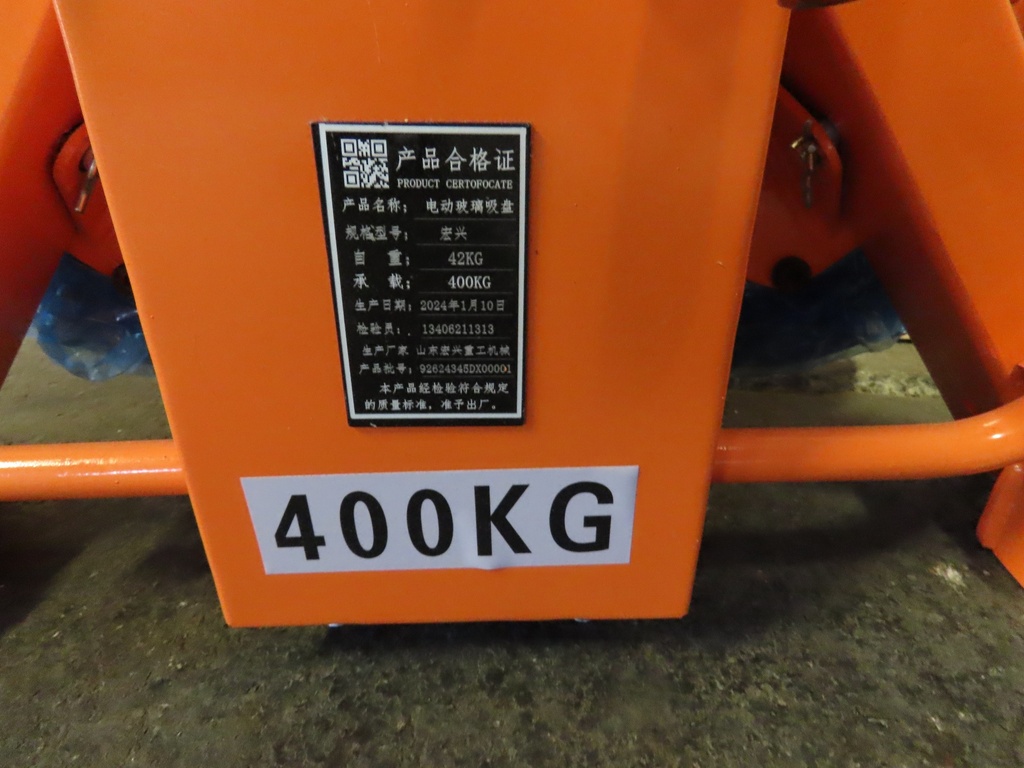 产品合格证
PRODUCT CERTOFOCATE
产品名称: 电动玻璃吸盘
规格型号: 宏兴
自 重: 42KG
承 载: 400KG
生产日期: 2024年1月10日
检验员: 13406211313
生产厂家 山东宏兴重工机械
产品批号: 92624345DX00001
本产品经检验符合规定
的质量标准，准予出厂。
400KG